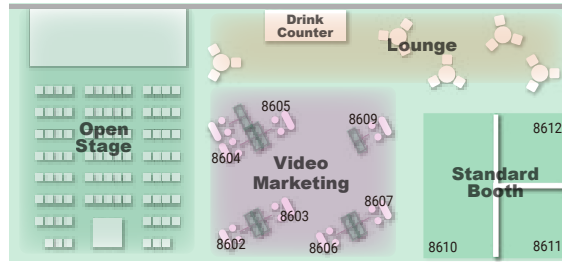 Drink
Counter
Lounge
8605
8609
8604
Open
Stage
Video
Marketing
8612
Standard
Booth
8607
8603
8602
8606
8610
8611